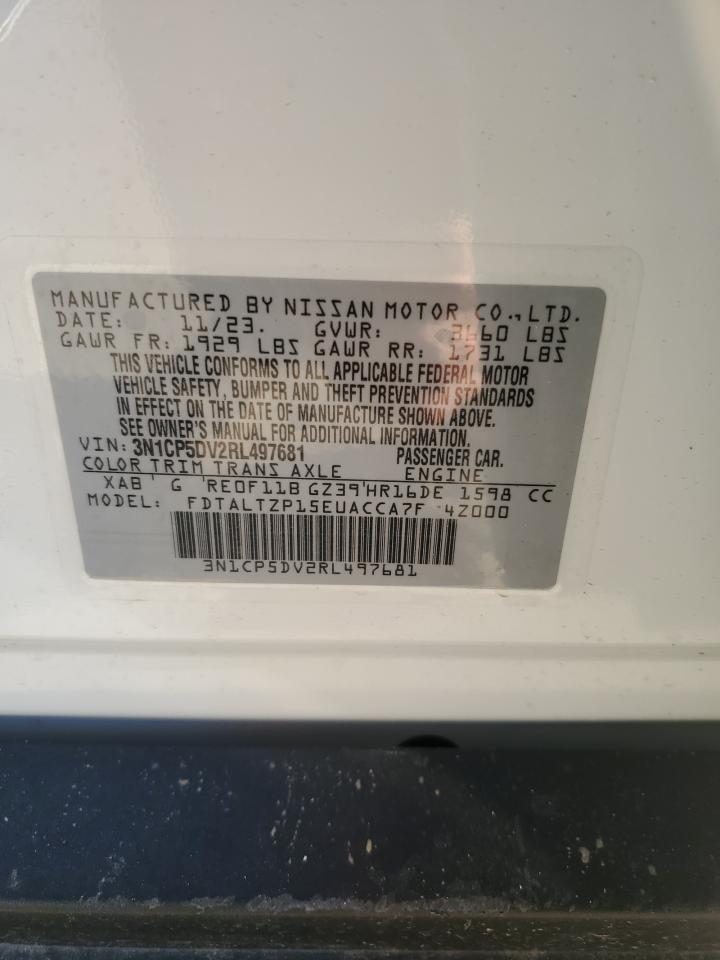 MANUFACTURED BY NISSAN MOTOR CO., LTD.
DATE: 11/23. GVWR: 3660 LBS
GAWR FR: 1929 LBS GAWR RR: 1731 LBS
THIS VEHICLE CONFORMS TO ALL APPLICABLE FEDERAL MOTOR
VEHICLE SAFETY, BUMPER AND THEFT PREVENTION STANDARDS
IN EFFECT ON THE DATE OF MANUFACTURE SHOWN ABOVE.
SEE OWNER'S MANUAL FOR ADDITIONAL INFORMATION.
VIN: 3N1CP5DV2RL497681 PASSENGER CAR.
COLOR TRIM TRANS AXLE ENGINE
XAB G RE0F11B GZ39 HR16DE 1598 CC
MODEL: FDTALTZP15EUACCA7F 4Z000
3N1CP5DV2RL497681